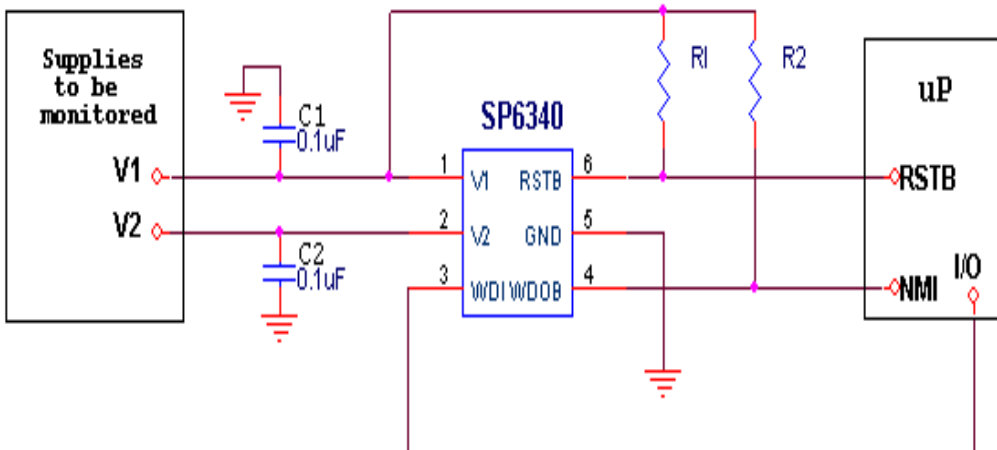 Supplies
to be
monitored
V1
V2
C1
0.1uF
C2
0.1uF
SP6340
1
V1
2
V2
3
WDI
RSTB
6
GND
5
WDOB
4
R1
R2
uP
RSTB
NMI
I/O